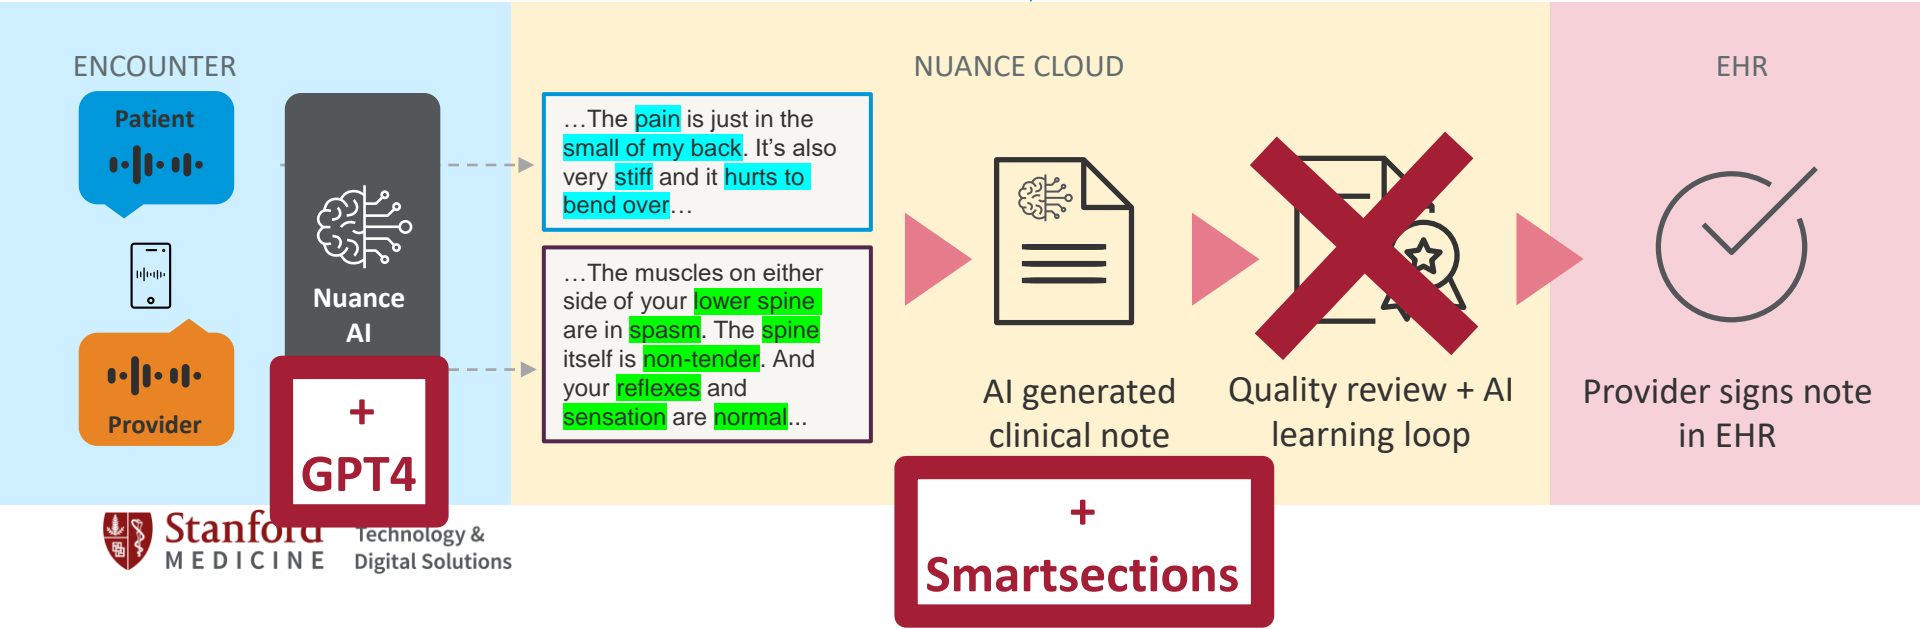 ENCOUNTER
NUANCE CLOUD
EHR
Patient
Provider
Nuance
AI
+
GPT4
…The pain is just in the
small of my back. It’s also
very stiff and it hurts to
bend over…
…The muscles on either
side of your lower spine
are in spasm. The spine
itself is non-tender. And
your reflexes and
sensation are normal...
AI generated
clinical note
+
Smartsections
Quality review + AI
learning loop
Provider signs note
in EHR
Stanford
MEDICINE
Technology &
Digital Solutions